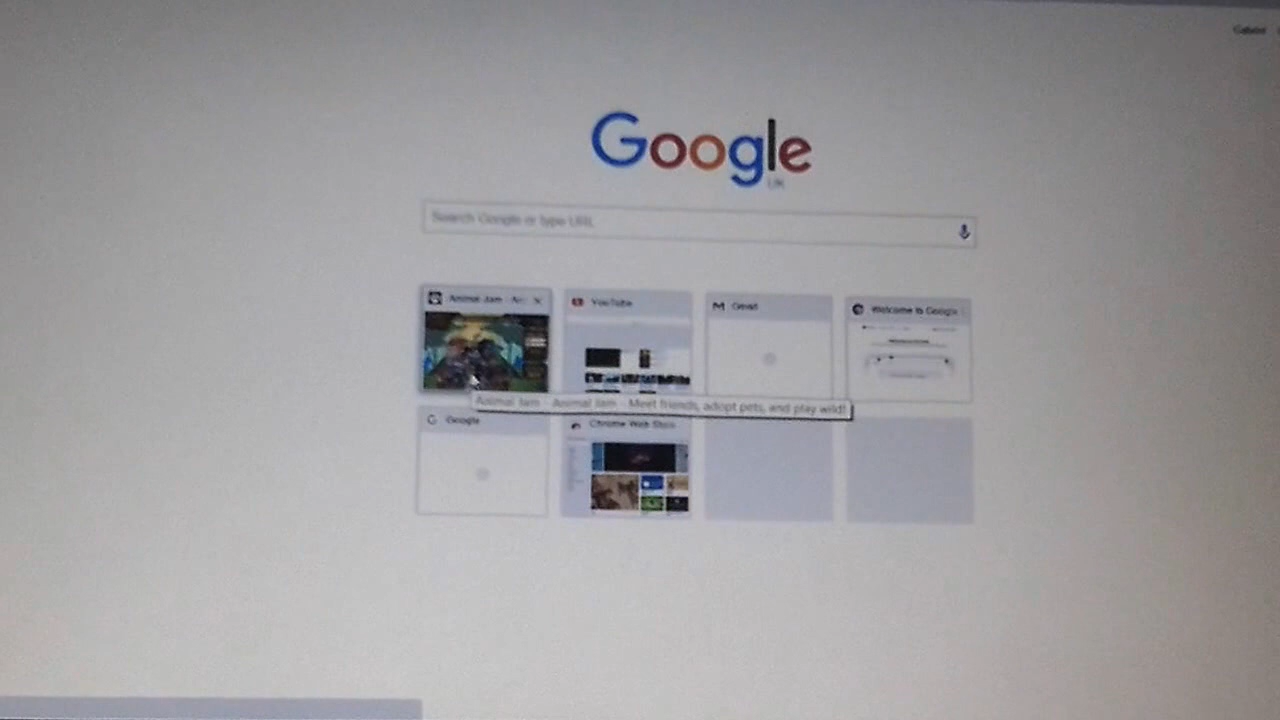 Google
UK
Search Google or type URL
Animal Jam - An
YouTube
Gmail
Welcome to Google
Animal Jam - Animal Jam - Meet friends, adopt pets, and play wild!
Google
Chrome Web Store